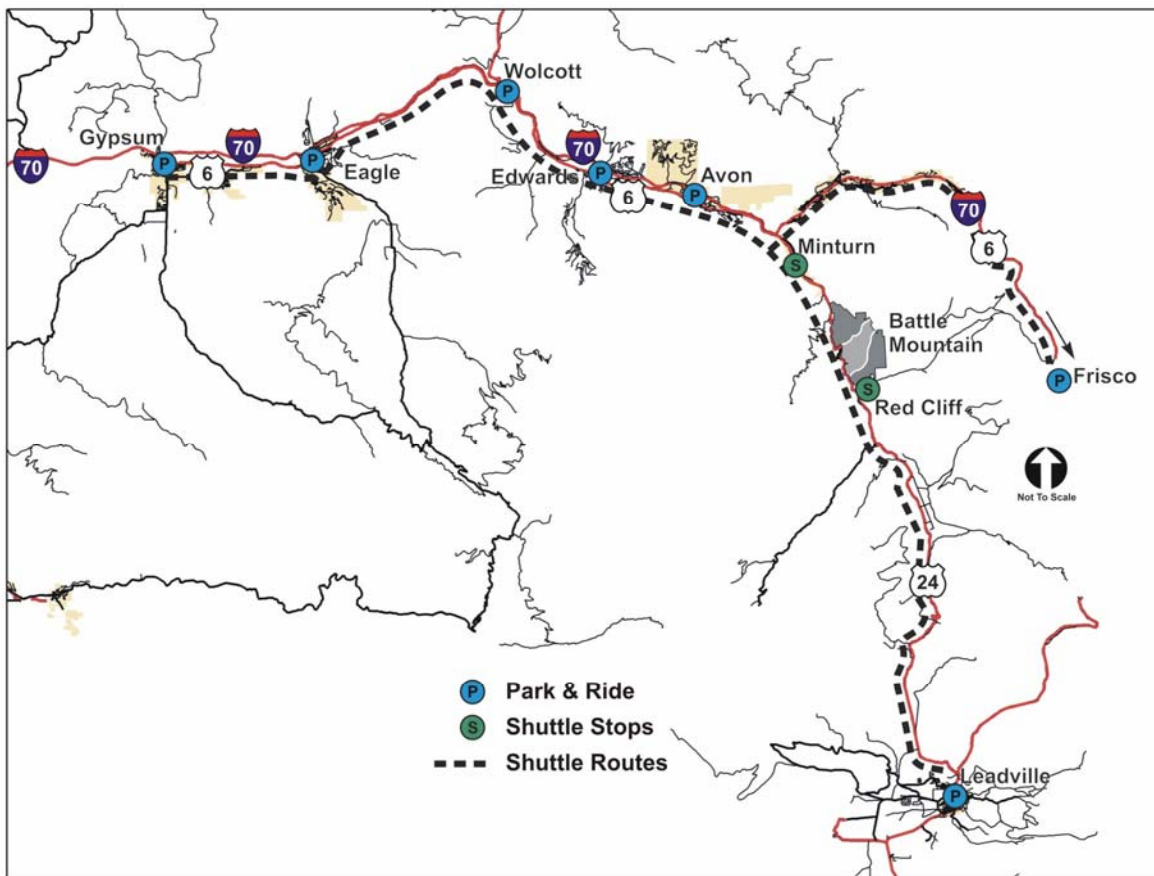 Wolcott
Gypsum
70
70
P
P
P
6
Eagle
70
Edwards
P
6
Avon
P
70
6
Minturn
S
Battle
Mountain
P
Frisco
S
Red Cliff
Not To Scale
24
P Park & Ride
S Shuttle Stops
Shuttle Routes
Leadville
P